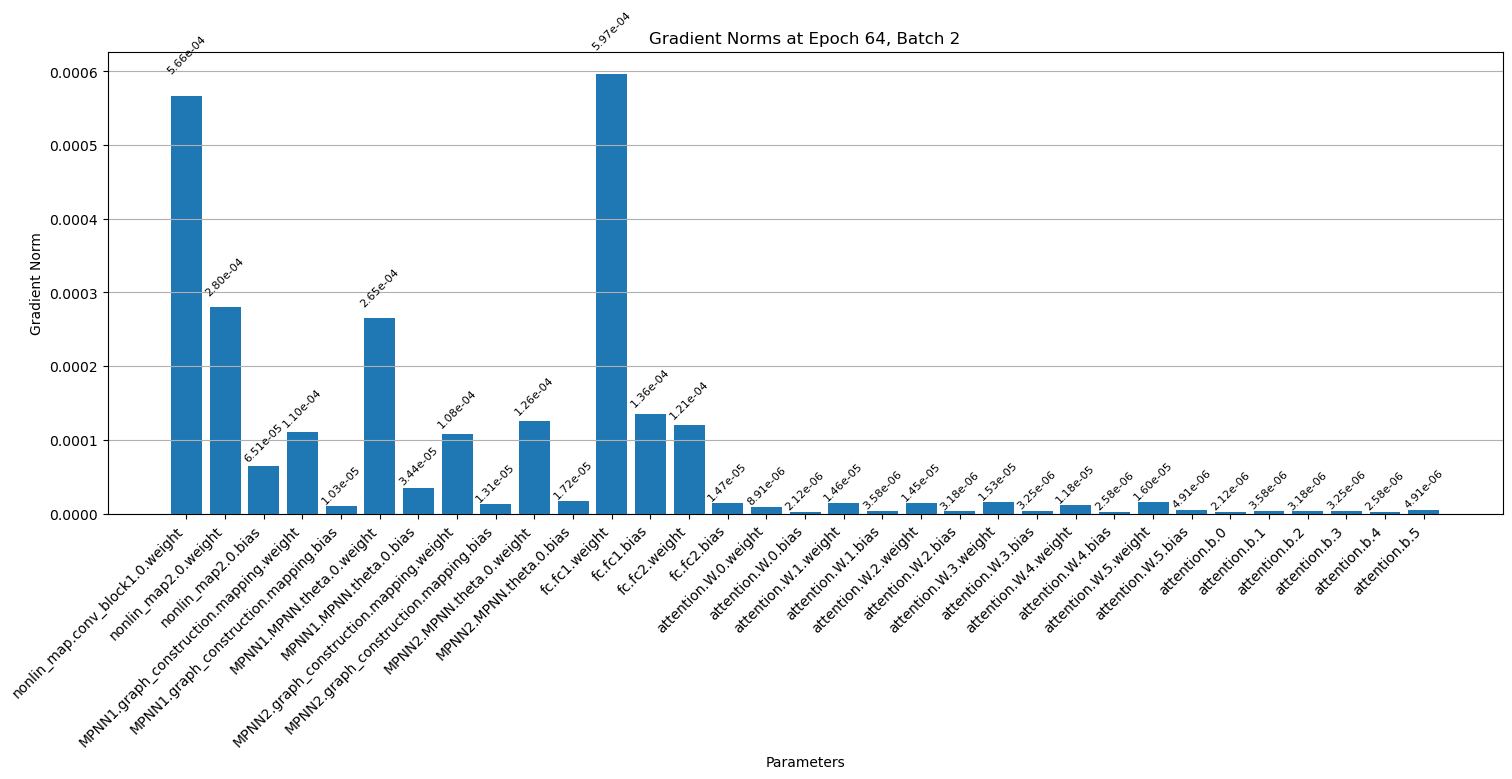 Gradient Norms at Epoch 64, Batch 2
Gradient Norm
0.0006
0.0005
0.0004
0.0003
0.0002
0.0001
0.0000
5.66e-04
2.80e-04
6.51e-05
1.10e-04
1.03e-05
2.65e-04
3.44e-05
1.08e-04
1.31e-05
1.26e-04
1.72e-05
5.97e-04
1.36e-04
1.21e-04
1.47e-05
8.91e-06
2.12e-06
1.46e-05
3.58e-06
1.45e-05
3.18e-06
1.53e-05
3.25e-06
1.18e-05
2.58e-06
1.60e-05
4.91e-06
2.12e-06
3.58e-06
3.18e-06
3.25e-06
2.58e-06
4.91e-06
nonlin_map.conv_block1.0.weight
nonlin_map2.0.weight
nonlin_map2.0.bias
MPNN1.graph_construction.mapping.weight
MPNN1.graph_construction.mapping.bias
MPNN1.MPNN.theta.0.weight
MPNN1.MPNN.theta.0.bias
MPNN2.graph_construction.mapping.weight
MPNN2.graph_construction.mapping.bias
MPNN2.MPNN.theta.0.weight
MPNN2.MPNN.theta.0.bias
fc.fc1.weight
fc.fc1.bias
fc.fc2.weight
fc.fc2.bias
attention.W.0.weight
attention.W.0.bias
attention.W.1.weight
attention.W.1.bias
attention.W.2.weight
attention.W.2.bias
attention.W.3.weight
attention.W.3.bias
attention.W.4.weight
attention.W.4.bias
attention.W.5.weight
attention.W.5.bias
attention.b.0
attention.b.1
attention.b.2
attention.b.3
attention.b.4
attention.b.5
Parameters